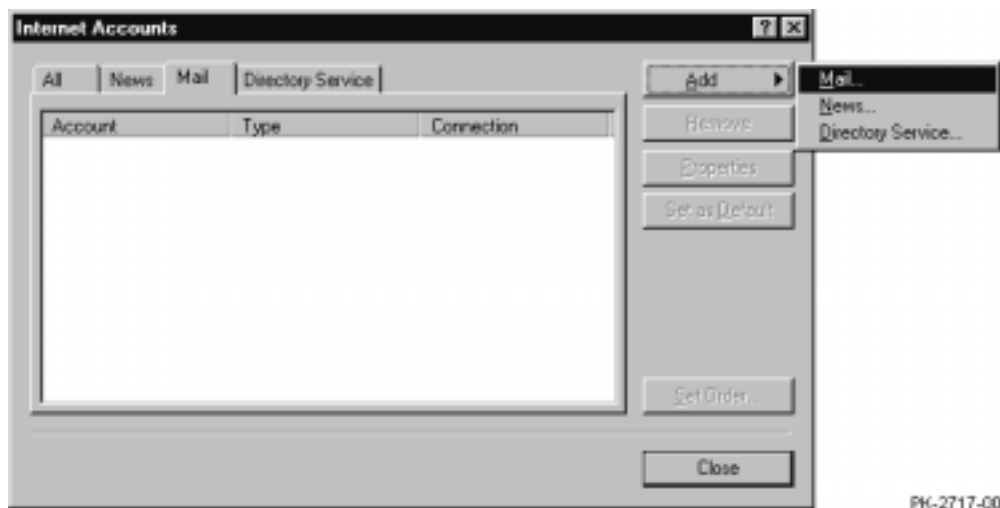 Internet Accounts
All
News
Mail
Directory Service
Account Type Connection
Add
Remove
Properties
Set as Default
Set Order...
Close
Mail...
News...
Directory Service...
PK-2717-00